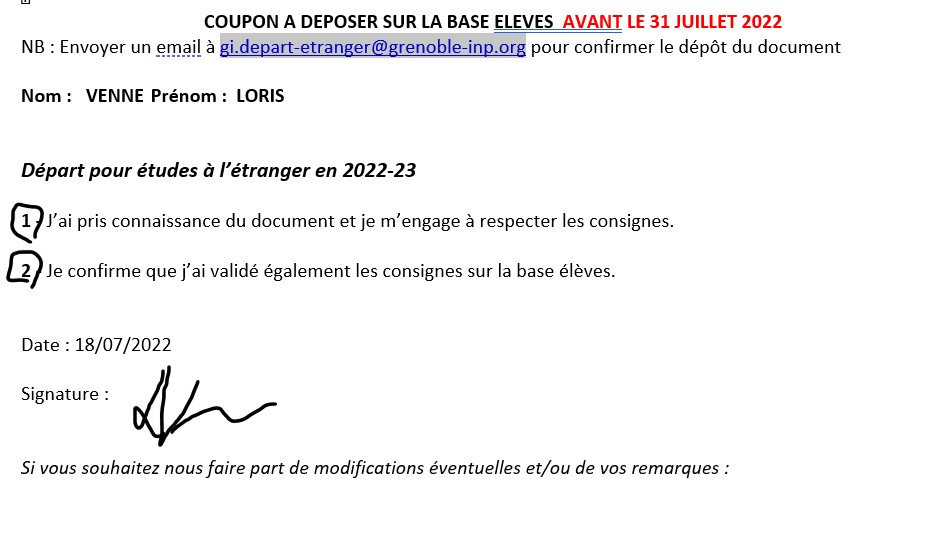 COUPON A DEPOSER SUR LA BASE ELEVES AVANT LE 31 JUILLET 2022
NB : Envoyer un email à gi.depart-etranger@grenoble-inp.org pour confirmer le dépôt du document
Nom : VENNE Prénom : LORIS
Départ pour études à l’étranger en 2022-23
1- J’ai pris connaissance du document et je m’engage à respecter les consignes.
2- Je confirme que j’ai validé également les consignes sur la base élèves.
Date : 18/07/2022
Signature :
Si vous souhaitez nous faire part de modifications éventuelles et/ou de vos remarques :